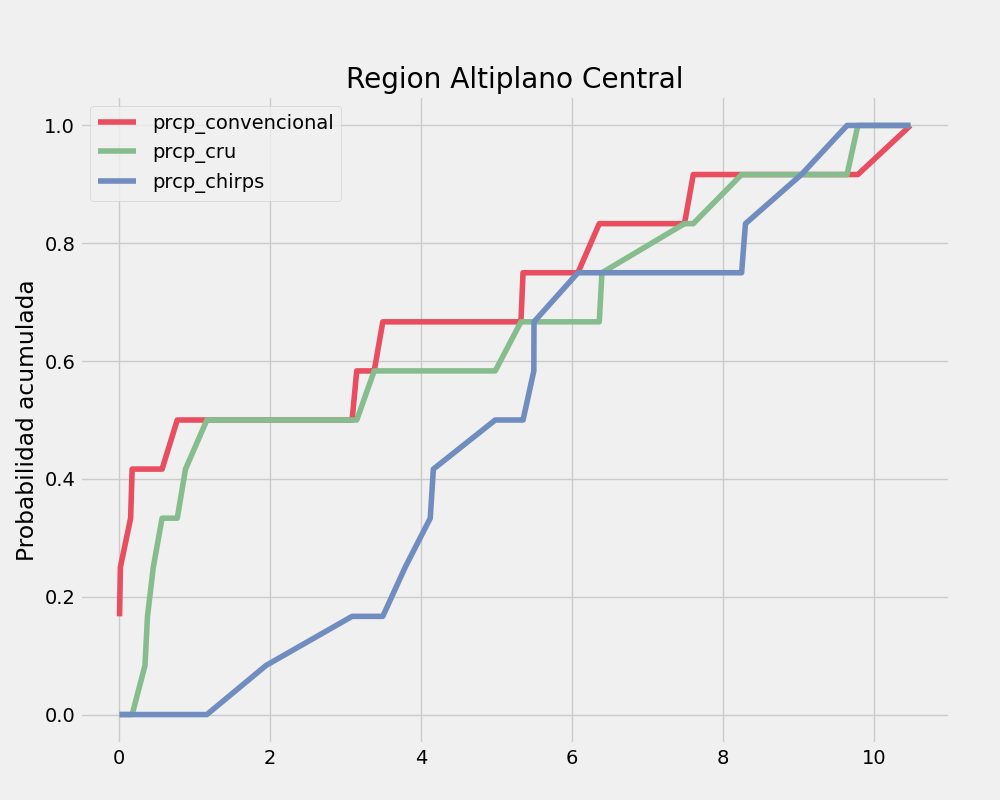 Region Altiplano Central
prcp_convencional
prcp_cru
prcp_chirps
Probabilidad acumulada
1.0
0.8
0.6
0.4
0.2
0.0
0 2 4 6 8 10